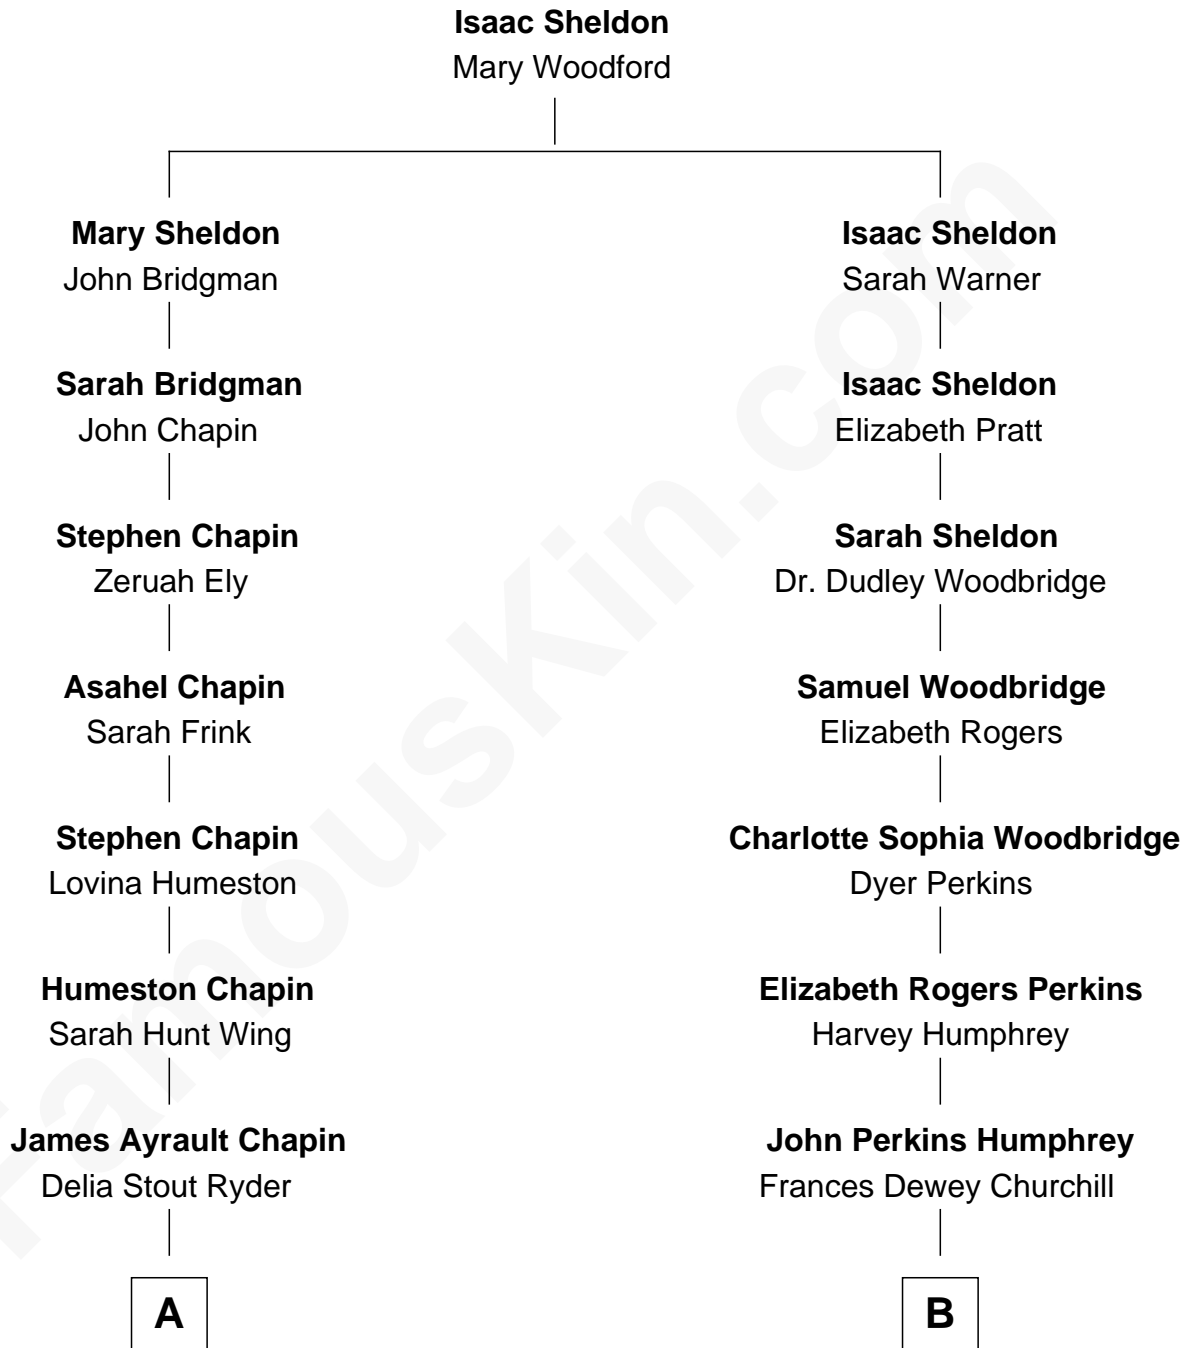 Isaac Sheldon
Mary Woodford
Mary Sheldon
John Bridgman
Isaac Sheldon
Sarah Warner
Sarah Bridgman
John Chapin
Isaac Sheldon
Elizabeth Pratt
Stephen Chapin
Zeruah Ely
Sarah Sheldon
Dr. Dudley Woodbridge
Asahel Chapin
Sarah Frink
Samuel Woodbridge
Elizabeth Rogers
Stephen Chapin
Lovina Humeston
Charlotte Sophia Woodbridge
Dyer Perkins
Humeston Chapin
Sarah Hunt Wing
Elizabeth Rogers Perkins
Harvey Humphrey
James Ayrault Chapin
Delia Stout Ryder
John Perkins Humphrey
Frances Dewey Churchill
A
B
FamousKin.com